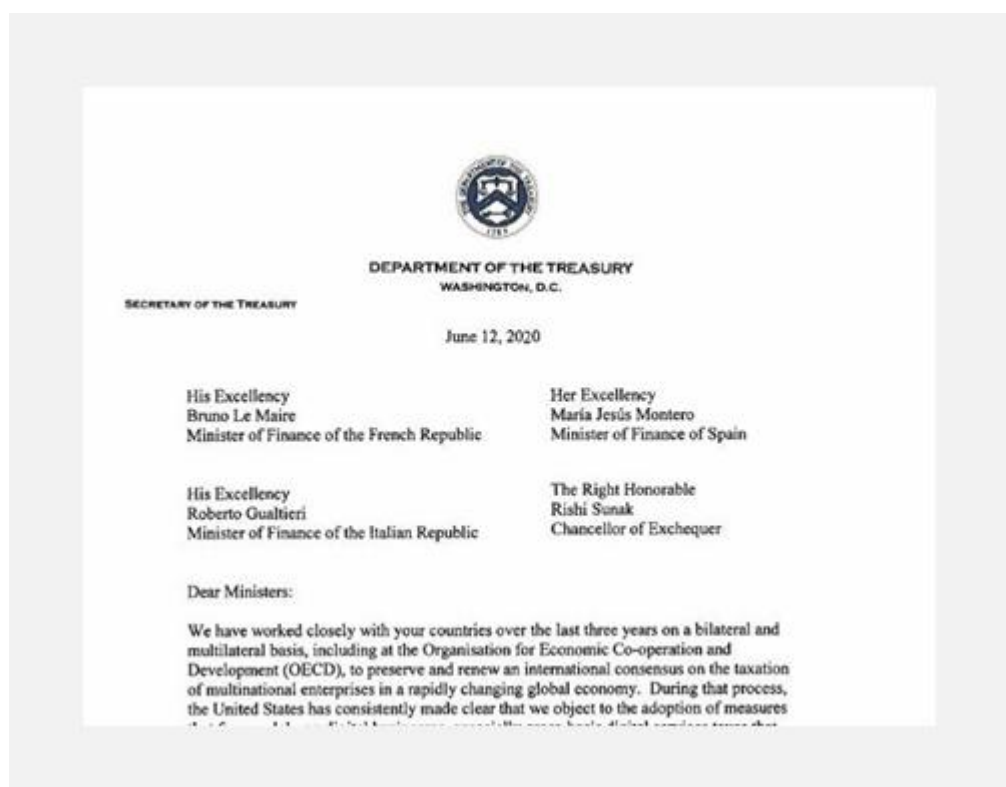 THE DEPARTMENT OF THE TREASURY
1789
DEPARTMENT OF THE TREASURY
WASHINGTON, D.C.
SECRETARY OF THE TREASURY
June 12, 2020
His Excellency
Bruno Le Maire
Minister of Finance of the French Republic
Her Excellency
María Jesús Montero
Minister of Finance of Spain
His Excellency
Roberto Gualtieri
Minister of Finance of the Italian Republic
The Right Honorable
Rishi Sunak
Chancellor of Exchequer
Dear Ministers:
We have worked closely with your countries over the last three years on a bilateral and
multilateral basis, including at the Organisation for Economic Co-operation and
Development (OECD), to preserve and renew an international consensus on the taxation
of multinational enterprises in a rapidly changing global economy.  During that process,
the United States has consistently made clear that we object to the adoption of measures